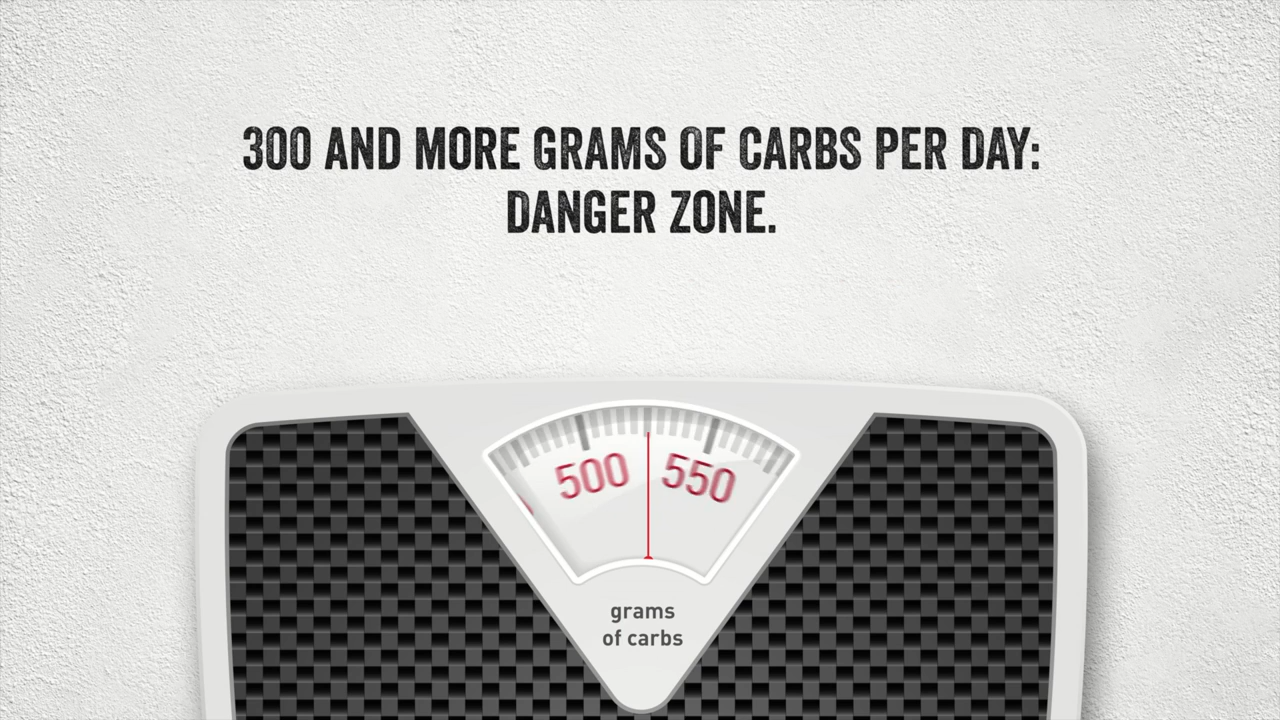 300 AND MORE GRAMS OF CARBS PER DAY:
DANGER ZONE.
500 550
grams
of carbs